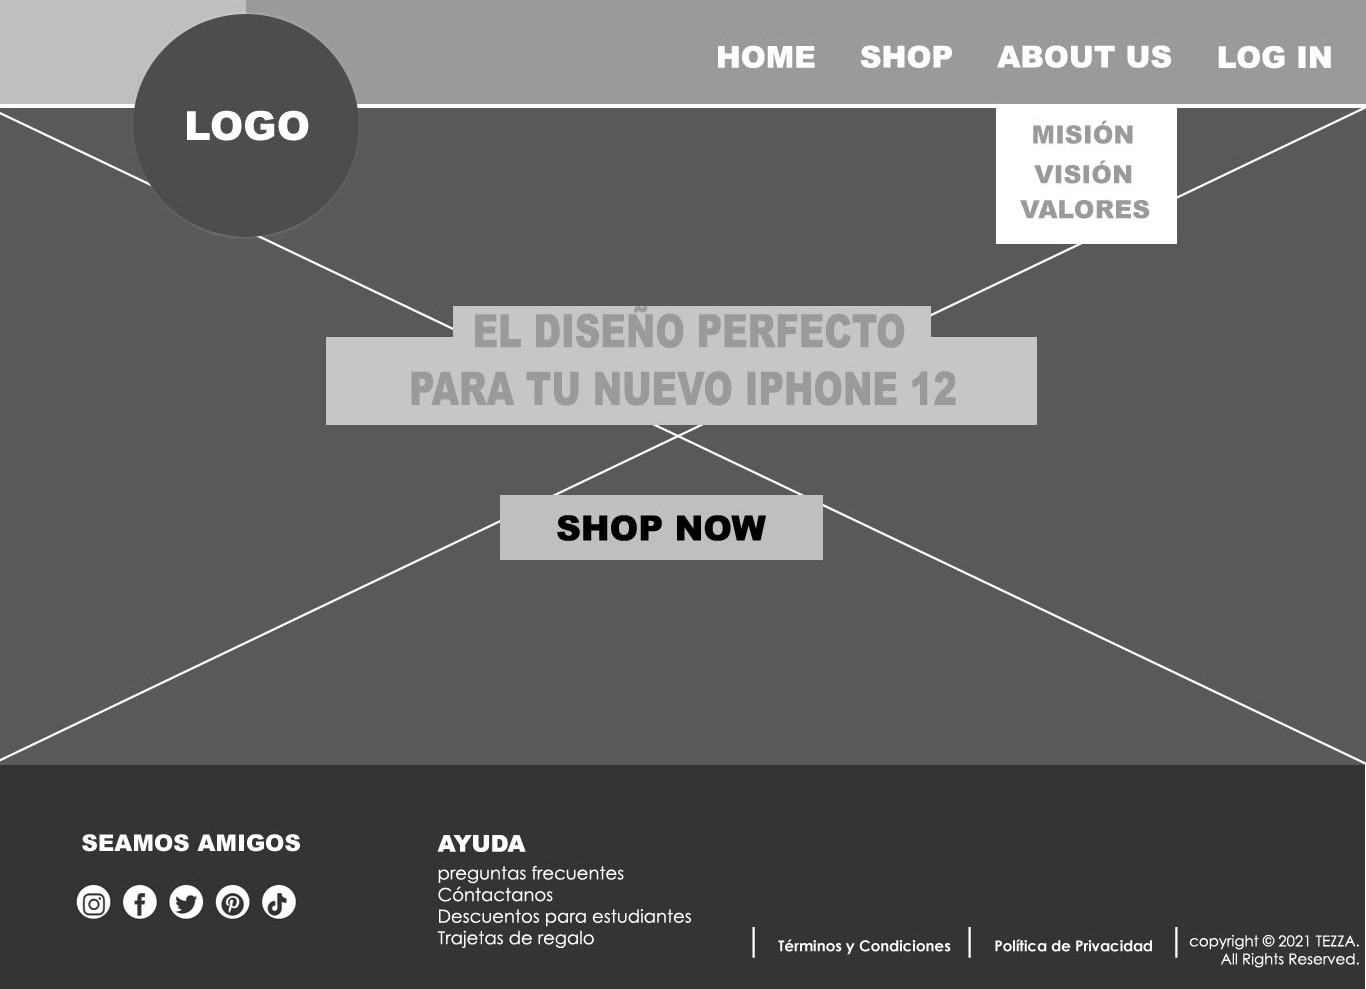 HOME SHOP ABOUT US LOG IN
LOGO
MISIÓN
VISIÓN
VALORES
EL DISEÑO PERFECTO
PARA TU NUEVO IPHONE 12
SHOP NOW
SEAMOS AMIGOS
AYUDA
preguntas frecuentes
Cóntactanos
Descuentos para estudiantes
Trajetas de regalo
Términos y Condiciones
Política de Privacidad
copyright © 2021 TEZZA.
All Rights Reserved.